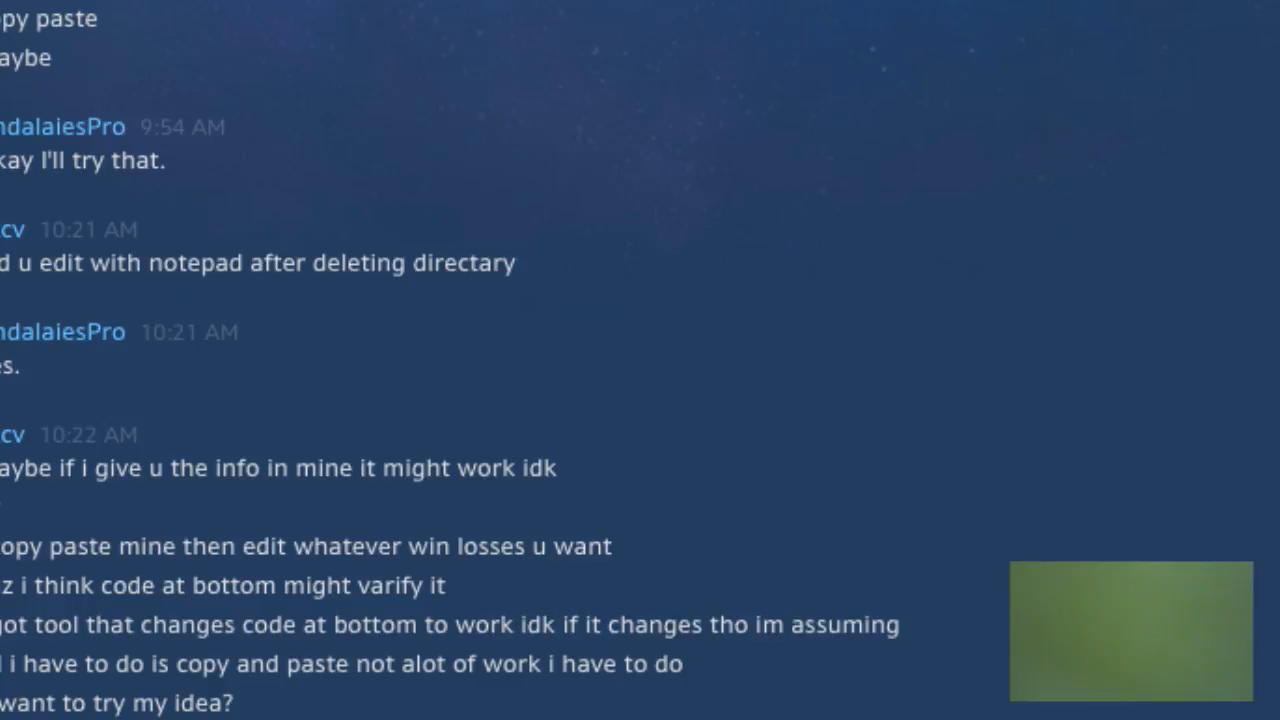 opy paste
aybe
ndalaiesPro 9:54 AM
kay I'll try that.
cv 10:21 AM
d u edit with notepad after deleting directary
ndalaiesPro 10:21 AM
es.
cv 10:22 AM
aybe if i give u the info in mine it might work idk
opy paste mine then edit whatever win losses u want
z i think code at bottom might varify it
got tool that changes code at bottom to work idk if it changes tho im assuming
l i have to do is copy and paste not alot of work i have to do
want to try my idea?